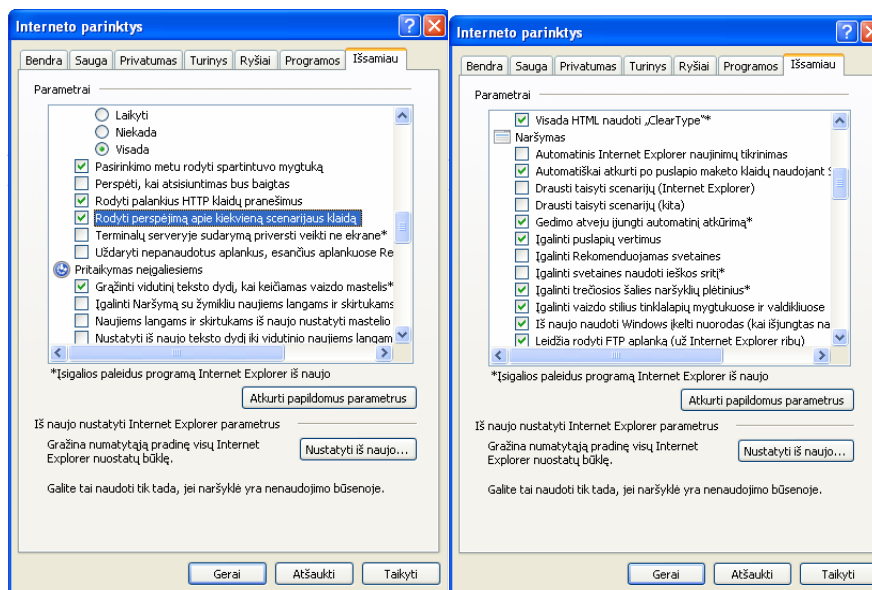 Interneto parinktys
Bendra Sauga Privatumas Turinys Ryšiai Programos Išsamiau
Parametrai
Laikyti
Niekada
Visada
Pasirinkimo metu rodyti spartintuvo mygtuką
Perspėti, kai atsisiuntimas bus baigtas
Rodyti palankius HTTP klaidų pranešimus
Rodyti perspėjimą apie kiekvieną scenarijaus klaidą
Terminalų serveryje sudarymą priversti veikti ne ekrane*
Uždaryti nepanaudotus aplankus, esančius aplankuose Re
Pritaikymas neįgaliesiems
Grąžinti vidutinį teksto dydį, kai keičiamas vaizdo mastelis*
Įgalinti Naršymą su žymikliu naujiems langams ir skirtukams
Naujiems langams ir skirtukams iš naujo nustatyti mastelio
Nustatyti iš naujo teksto dydį iki vidutinio naujiems langam
*Įsigalios paleidus programą Internet Explorer iš naujo
Atkurti papildomus parametrus
Iš naujo nustatyti Internet Explorer parametrus
Gražina numatytąją pradinę visų Internet
Explorer nuostatų būklę.
Nustatyti iš naujo...
Galite tai naudoti tik tada, jei naršyklė yra nenaudojimo būsenoje.
Gerai Atšaukti Taikyti
Interneto parinktys
Bendra Sauga Privatumas Turinys Ryšiai Programos Išsamiau
Parametrai
Visada HTML naudoti „ClearType"*
Naršymas
Automatinis Internet Explorer naujinimų tikrinimas
Automatiškai atkurti po puslapio maketo klaidų naudojant S
Drausti taisyti scenarijų (Internet Explorer)
Drausti taisyti scenarijų (kita)
Gedimo atveju įjungti automatinį atkūrimą*
Įgalinti puslapių vertimus
Įgalinti Rekomenduojamas svetaines
Įgalinti svetaines naudoti ieškos sritį*
Įgalinti trečiosios šalies naršyklių plėtinius*
Įgalinti vaizdo stilius tinklalapių mygtukuose ir valdikliuose
Iš naujo naudoti Windows įkelti nuorodas (kai išjungtas na
Leidžia rodyti FTP aplanką (už Internet Explorer ribų)
*Įsigalios paleidus programą Internet Explorer iš naujo
Atkurti papildomus parametrus
Iš naujo nustatyti Internet Explorer parametrus
Gražina numatytąją pradinę visų Internet
Explorer nuostatų būklę.
Nustatyti iš naujo...
Galite tai naudoti tik tada, jei naršyklė yra nenaudojimo būsenoje.
Gerai Atšaukti Taikyti